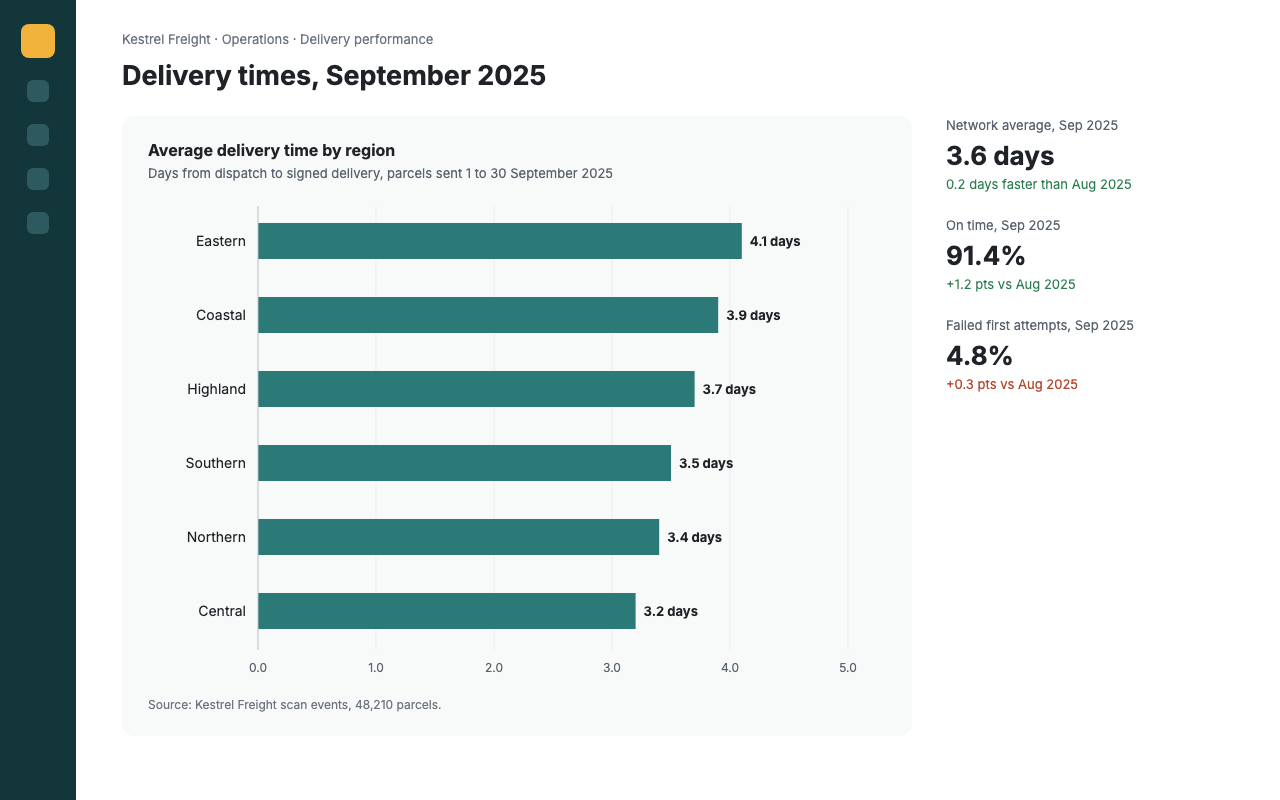 Kestrel Freight · Operations · Delivery performance
Delivery times, September 2025
Average delivery time by region
Days from dispatch to signed delivery, parcels sent 1 to 30 September 2025
Eastern 4.1 days
Coastal 3.9 days
Highland 3.7 days
Southern 3.5 days
Northern 3.4 days
Central 3.2 days
0.0 1.0 2.0 3.0 4.0 5.0
Source: Kestrel Freight scan events, 48,210 parcels.
Network average, Sep 2025
3.6 days
0.2 days faster than Aug 2025
On time, Sep 2025
91.4%
+1.2 pts vs Aug 2025
Failed first attempts, Sep 2025
4.8%
+0.3 pts vs Aug 2025